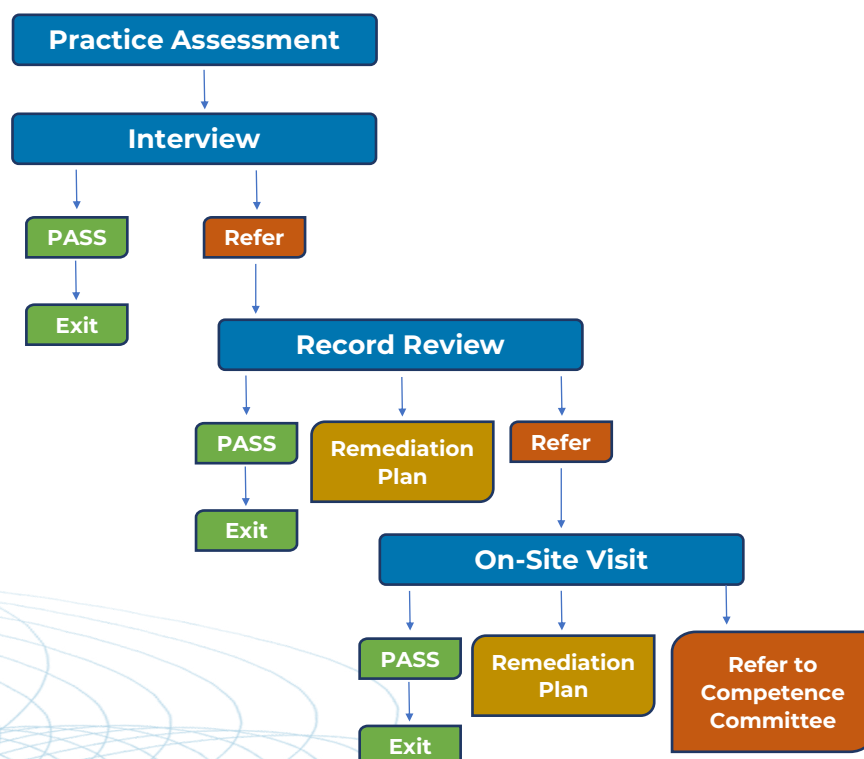 Practice Assessment
Interview
PASS
Refer
Exit
Record Review
PASS
Remediation
Plan
Refer
Exit
On-Site Visit
PASS
Remediation
Plan
Refer to
Competence
Committee
Exit